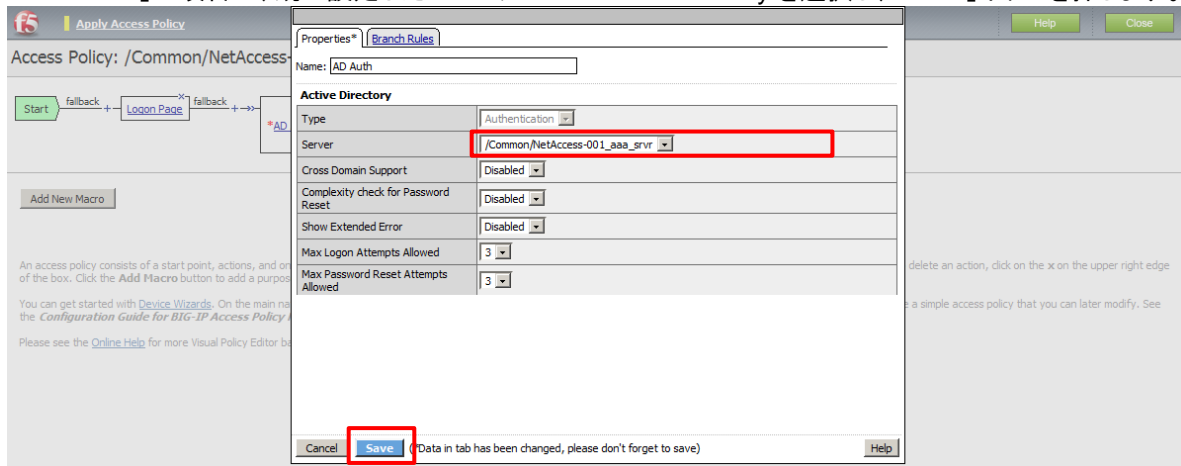 f5
Apply Access Policy
Help
Close
Access Policy: /Common/NetAccess-
Start
fallback
+
Logon Page
×
fallback
+
*AD
Add New Macro
An access policy consists of a start point, actions, and on
of the box. Click the Add Macro button to add a purpos
You can get started with Device Wizards. On the main na
the Configuration Guide for BIG-IP Access Policy
Please see the Online Help for more Visual Policy Editor ba
delete an action, click on the x on the upper right edge
e a simple access policy that you can later modify. See
Properties*
Branch Rules
Name: AD Auth
Active Directory
Type Authentication
Server /Common/NetAccess-001_aaa_srvr
Cross Domain Support Disabled
Complexity check for Password
Reset Disabled
Show Extended Error Disabled
Max Logon Attempts Allowed 3
Max Password Reset Attempts
Allowed 3
Cancel
Save
(*Data in tab has been changed, please don't forget to save)
Help